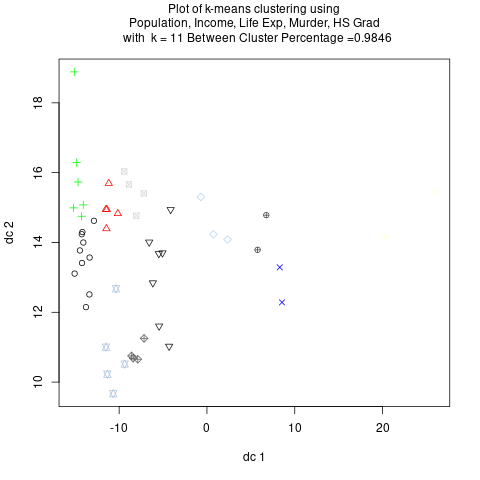 Plot of k-means clustering using
Population, Income, Life Exp, Murder, HS Grad
with k = 11 Between Cluster Percentage =0.9846
18
16
14
12
10
dc 2
-10
0
10
20
dc 1